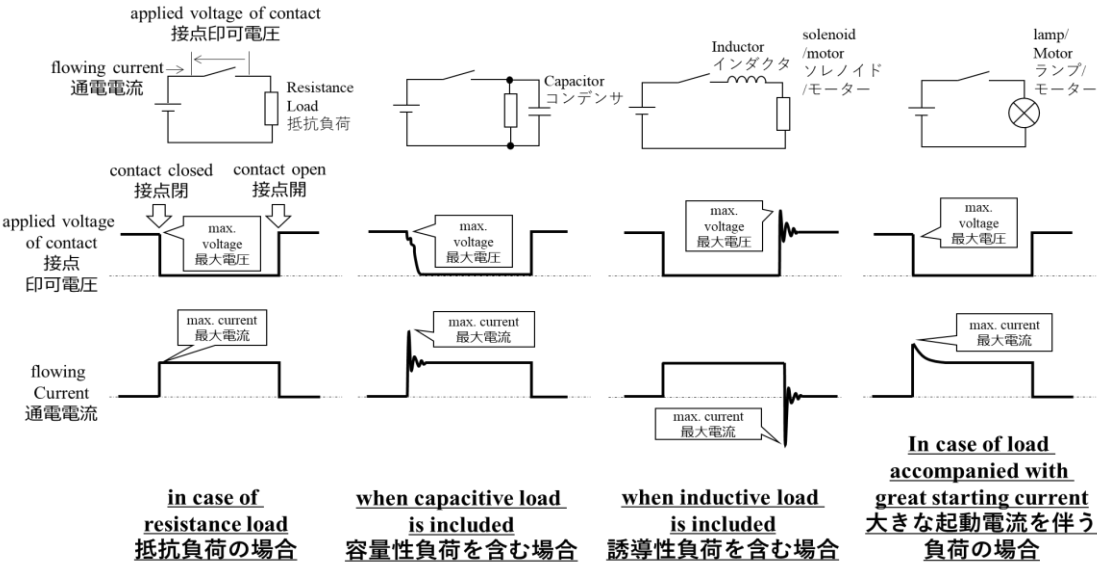 applied voltage of contact
接点印可電圧
flowing current
通電電流
Resistance
Load
抵抗負荷
Capacitor
コンデンサ
Inductor
インダクタ
solenoid
/motor
ソレノイド
/モーター
lamp/
Motor
ランプ/
モーター
contact closed
接点閉
contact open
接点開
applied voltage
of contact
接点
印可電圧
max.
voltage
最大電圧
max.
voltage
最大電圧
max.
voltage
最大電圧
max.
voltage
最大電圧
flowing
Current
通電電流
max. current
最大電流
max. current
最大電流
max. current
最大電流
max. current
最大電流
in case of
resistance load
抵抗負荷の場合
when capacitive load
is included
容量性負荷を含む場合
when inductive load
is included
誘導性負荷を含む場合
In case of load
accompanied with
great starting current
大きな起動電流を伴う
負荷の場合